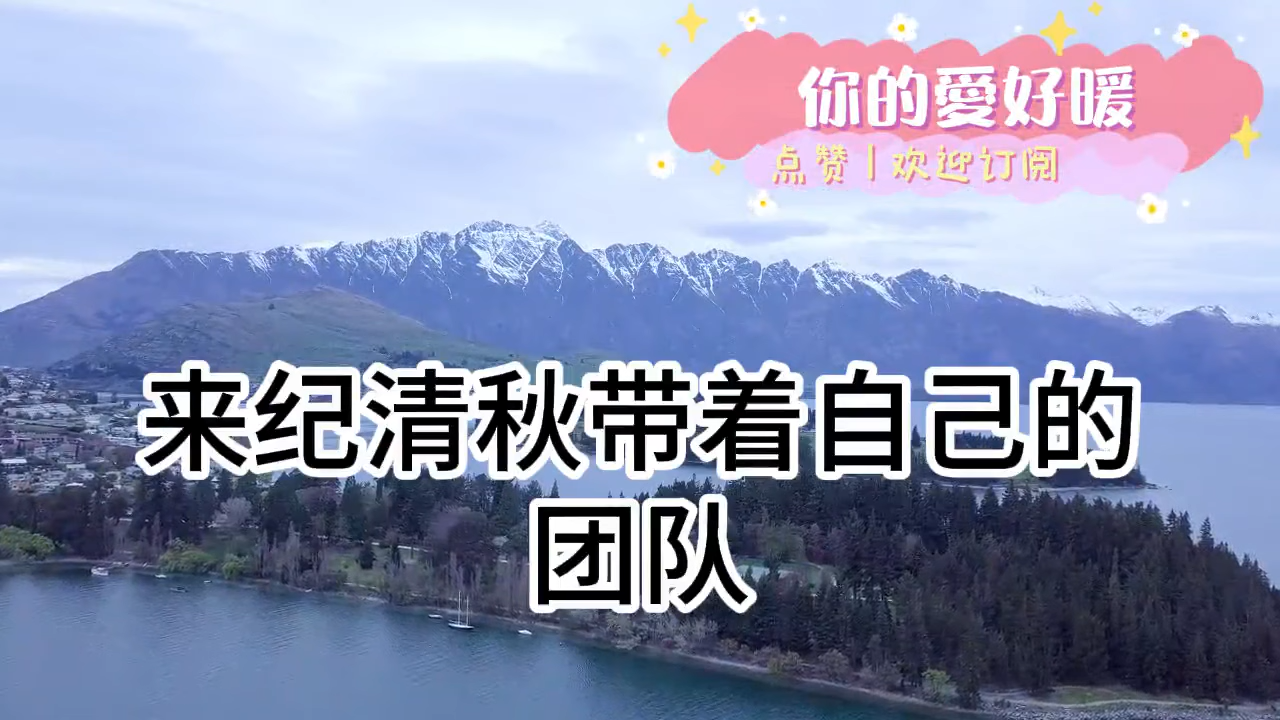 你的愛好暖
点赞丨欢迎订阅
来纪清秋带着自己的
团队